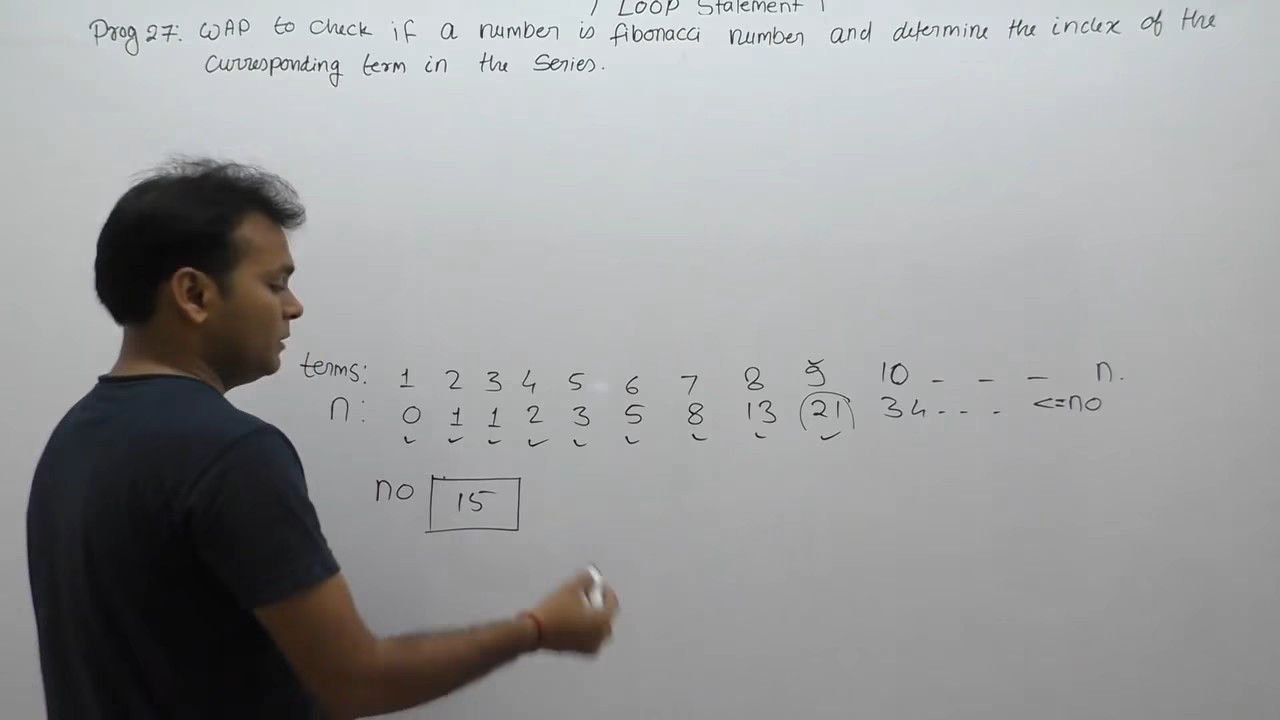 LOOP Statement
Prog 27: WAP to Check if a number is fibonacci number and determine the index of the
Curresponding term in the Series.
terms: 1 2 3 4 5 6 7 8 9 10 - - - n.
n: 0 1 1 2 3 5 8 13 21 34 - - - <=no
no 15